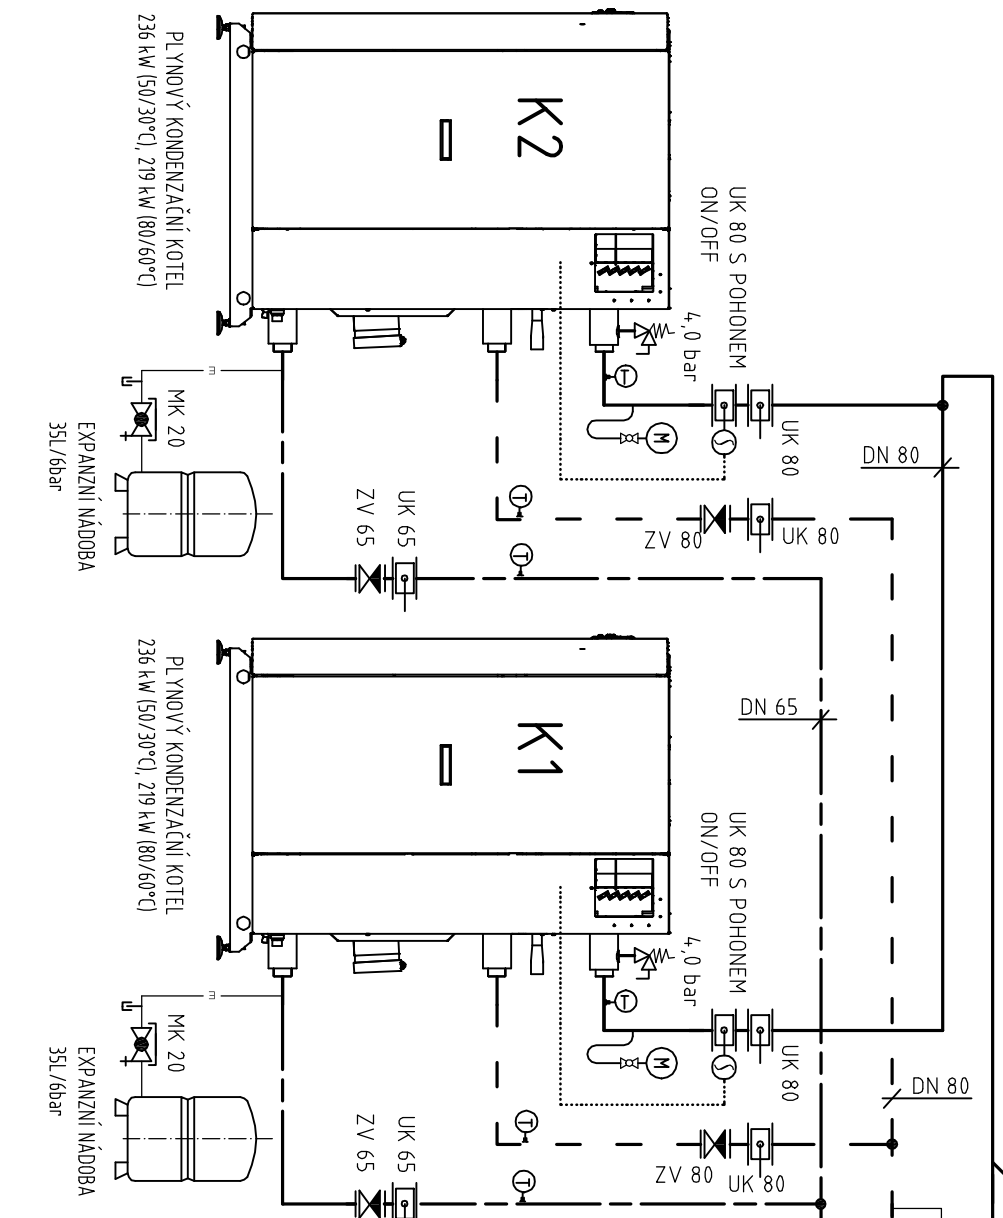 PLYNOVÝ KONDENZAČNÍ KOTEL
236 kW (50/30°C), 219 kW (80/60°C)
K2
UK 80 S POHONEM
ON/OFF
4,0 bar
T
M
UK 80
DN 80
MK 20
EXPANZNÍ NÁDOBA
35L/6bar
ZV 65
UK 65
T
ZV 80
UK 80
T
PLYNOVÝ KONDENZAČNÍ KOTEL
236 kW (50/30°C), 219 kW (80/60°C)
K1
DN 65
UK 80 S POHONEM
ON/OFF
4,0 bar
T
M
UK 80
DN 80
MK 20
EXPANZNÍ NÁDOBA
35L/6bar
ZV 65
UK 65
T
ZV 80
UK 80
T